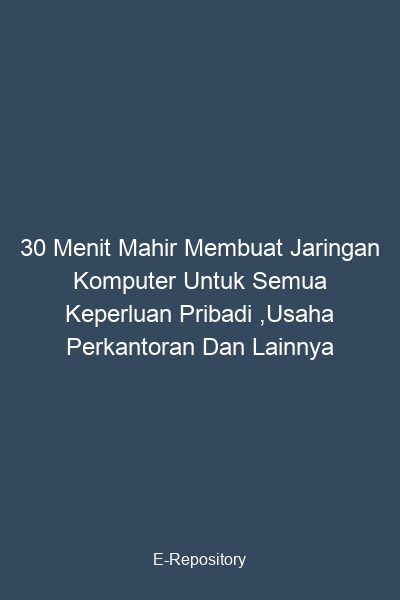 30 Menit Mahir Membuat Jaringan
Komputer Untuk Semua
Keperluan Pribadi ,Usaha
Perkantoran Dan Lainnya
E-Repository